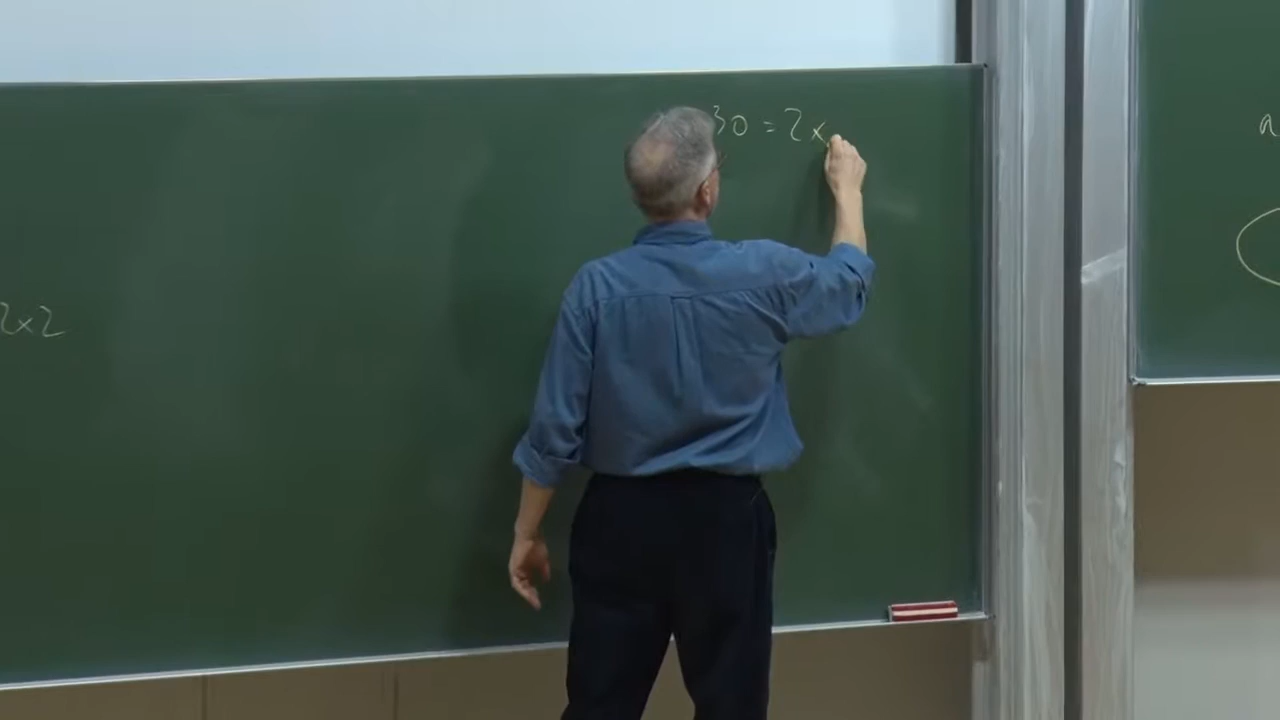 30 = 2x
2x2
a